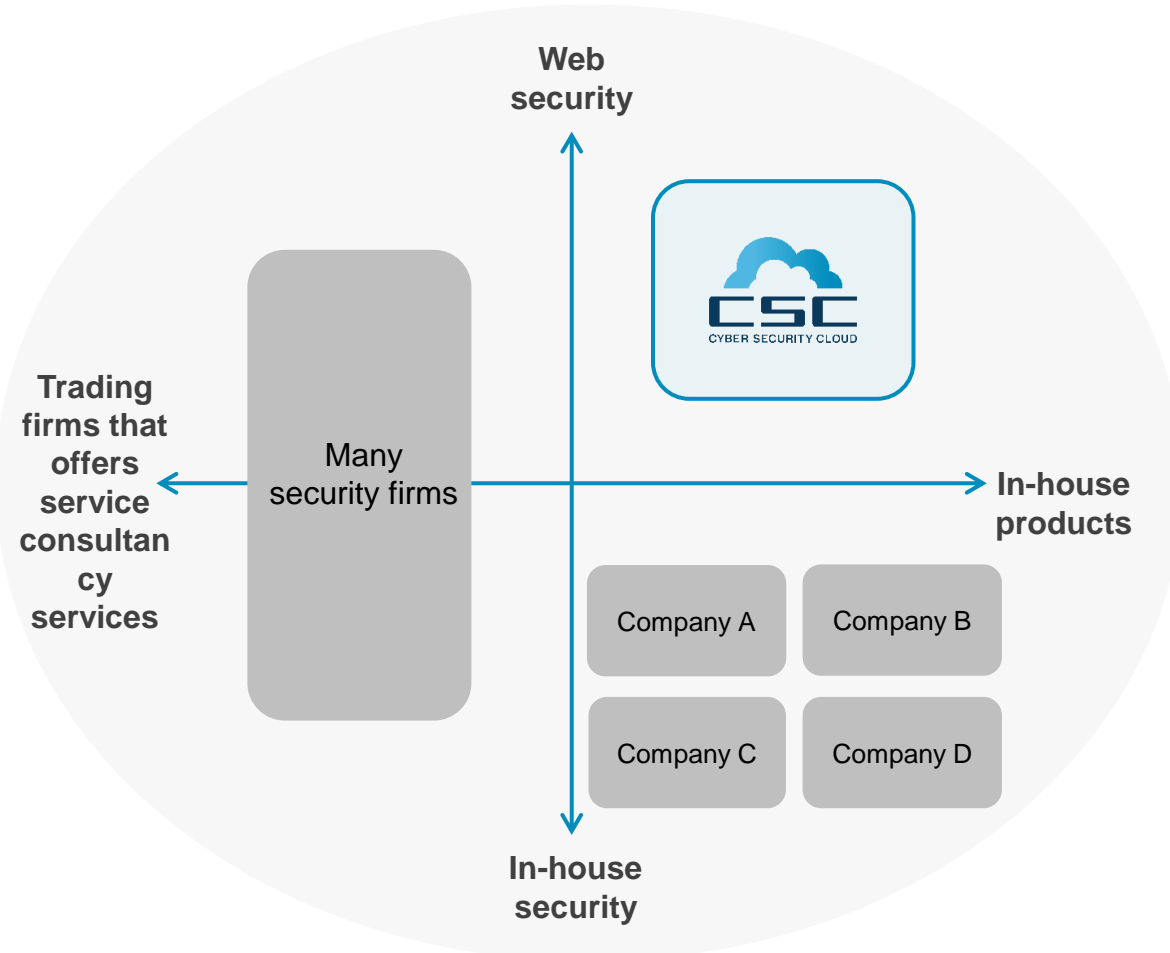 Web
security
CSC
CYBER SECURITY CLOUD
Trading
firms that
offers
service
consultan
cy
services
Many
security firms
In-house
products
Company A
Company B
Company C
Company D
In-house
security